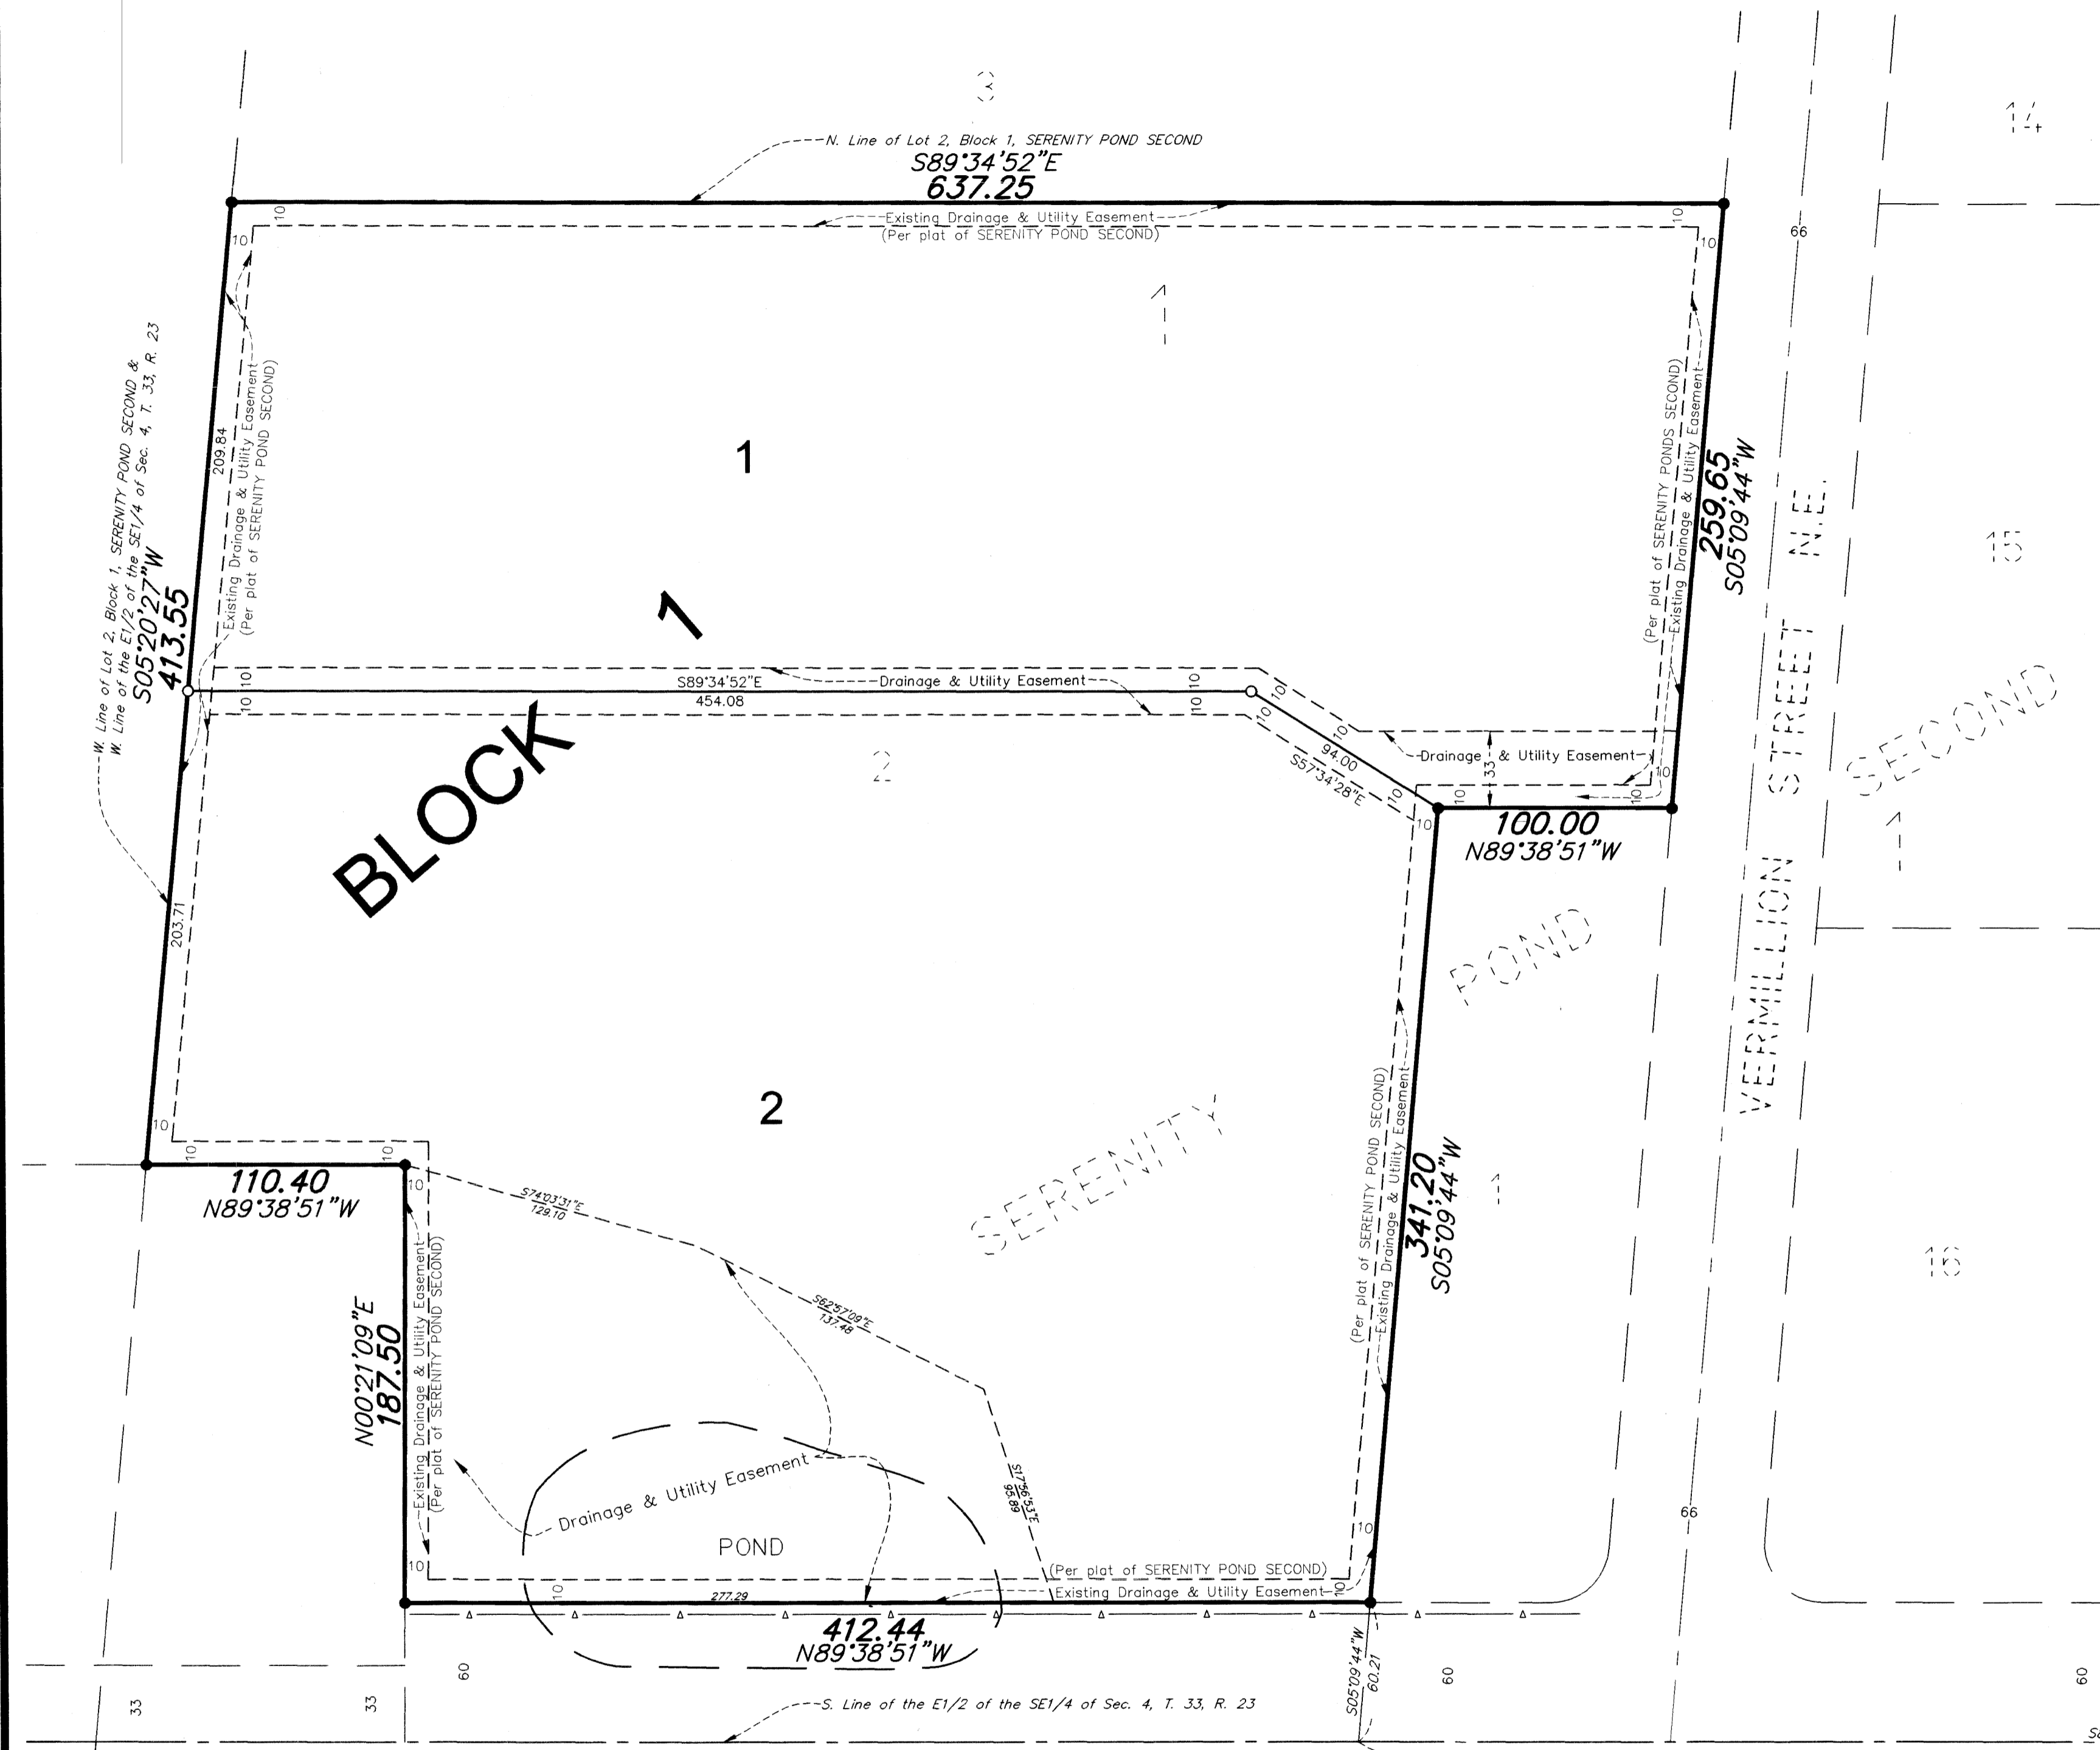 3
14
N. Line of Lot 2, Block 1, SERENITY POND SECOND
S89°34'52"E
637.25
Existing Drainage & Utility Easement
(Per plat of SERENITY POND SECOND)
10
10
10
10
66
1
W. Line of Lot 2, Block 1, SERENITY POND SECOND &
W. Line of the E1/2 of the SE1/4 of Sec. 4, T. 33, R. 23
S05°20'27"W
413.55
209.84
Existing Drainage & Utility Easement
(Per plat of SERENITY POND SECOND)
1
(Per plat of SERENITY PONDS SECOND)
Existing Drainage & Utility Easement
259.65
S05°09'44"W
15
BLOCK 1
10
10
S89°34'52"E
454.08
Drainage & Utility Easement
10
10
10
10
10
10
94.00
S57°34'28"E
Drainage & Utility Easement
33
10
10
10
10
100.00
N89°38'51"W
VERMILLION STREET N.E.
SECOND
1
2
203.71
POND
2
SERENITY
10
10
10
110.40
N89°38'51"W
10
S74°03'31"E
129.10
S62°57'09"E
137.48
S17°56'53"E
95.89
N00°21'09"E
187.50
Existing Drainage & Utility Easement
(Per plat of SERENITY POND SECOND)
(Per plat of SERENITY POND SECOND)
Existing Drainage & Utility Easement
341.20
S05°09'44"W
1
16
Drainage & Utility Easement
POND
10
10
10
10
66
(Per plat of SERENITY POND SECOND)
Existing Drainage & Utility Easement
277.29
412.44
N89°38'51"W
S05°09'44"W
60.21
60
60
60
33
33
S. Line of the E1/2 of the SE1/4 of Sec. 4, T. 33, R. 23